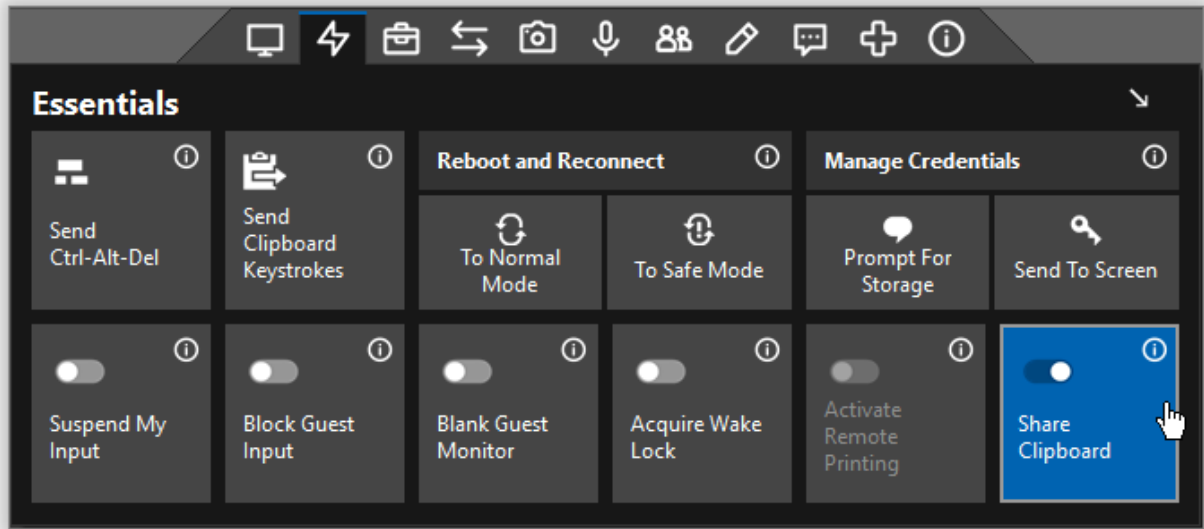 Essentials
Send
Ctrl-Alt-Del
Send
Clipboard
Keystrokes
Reboot and Reconnect
To Normal
Mode
To Safe Mode
Manage Credentials
Prompt For
Storage
Send To Screen
Suspend My
Input
Block Guest
Input
Blank Guest
Monitor
Acquire Wake
Lock
Activate
Remote
Printing
Share
Clipboard